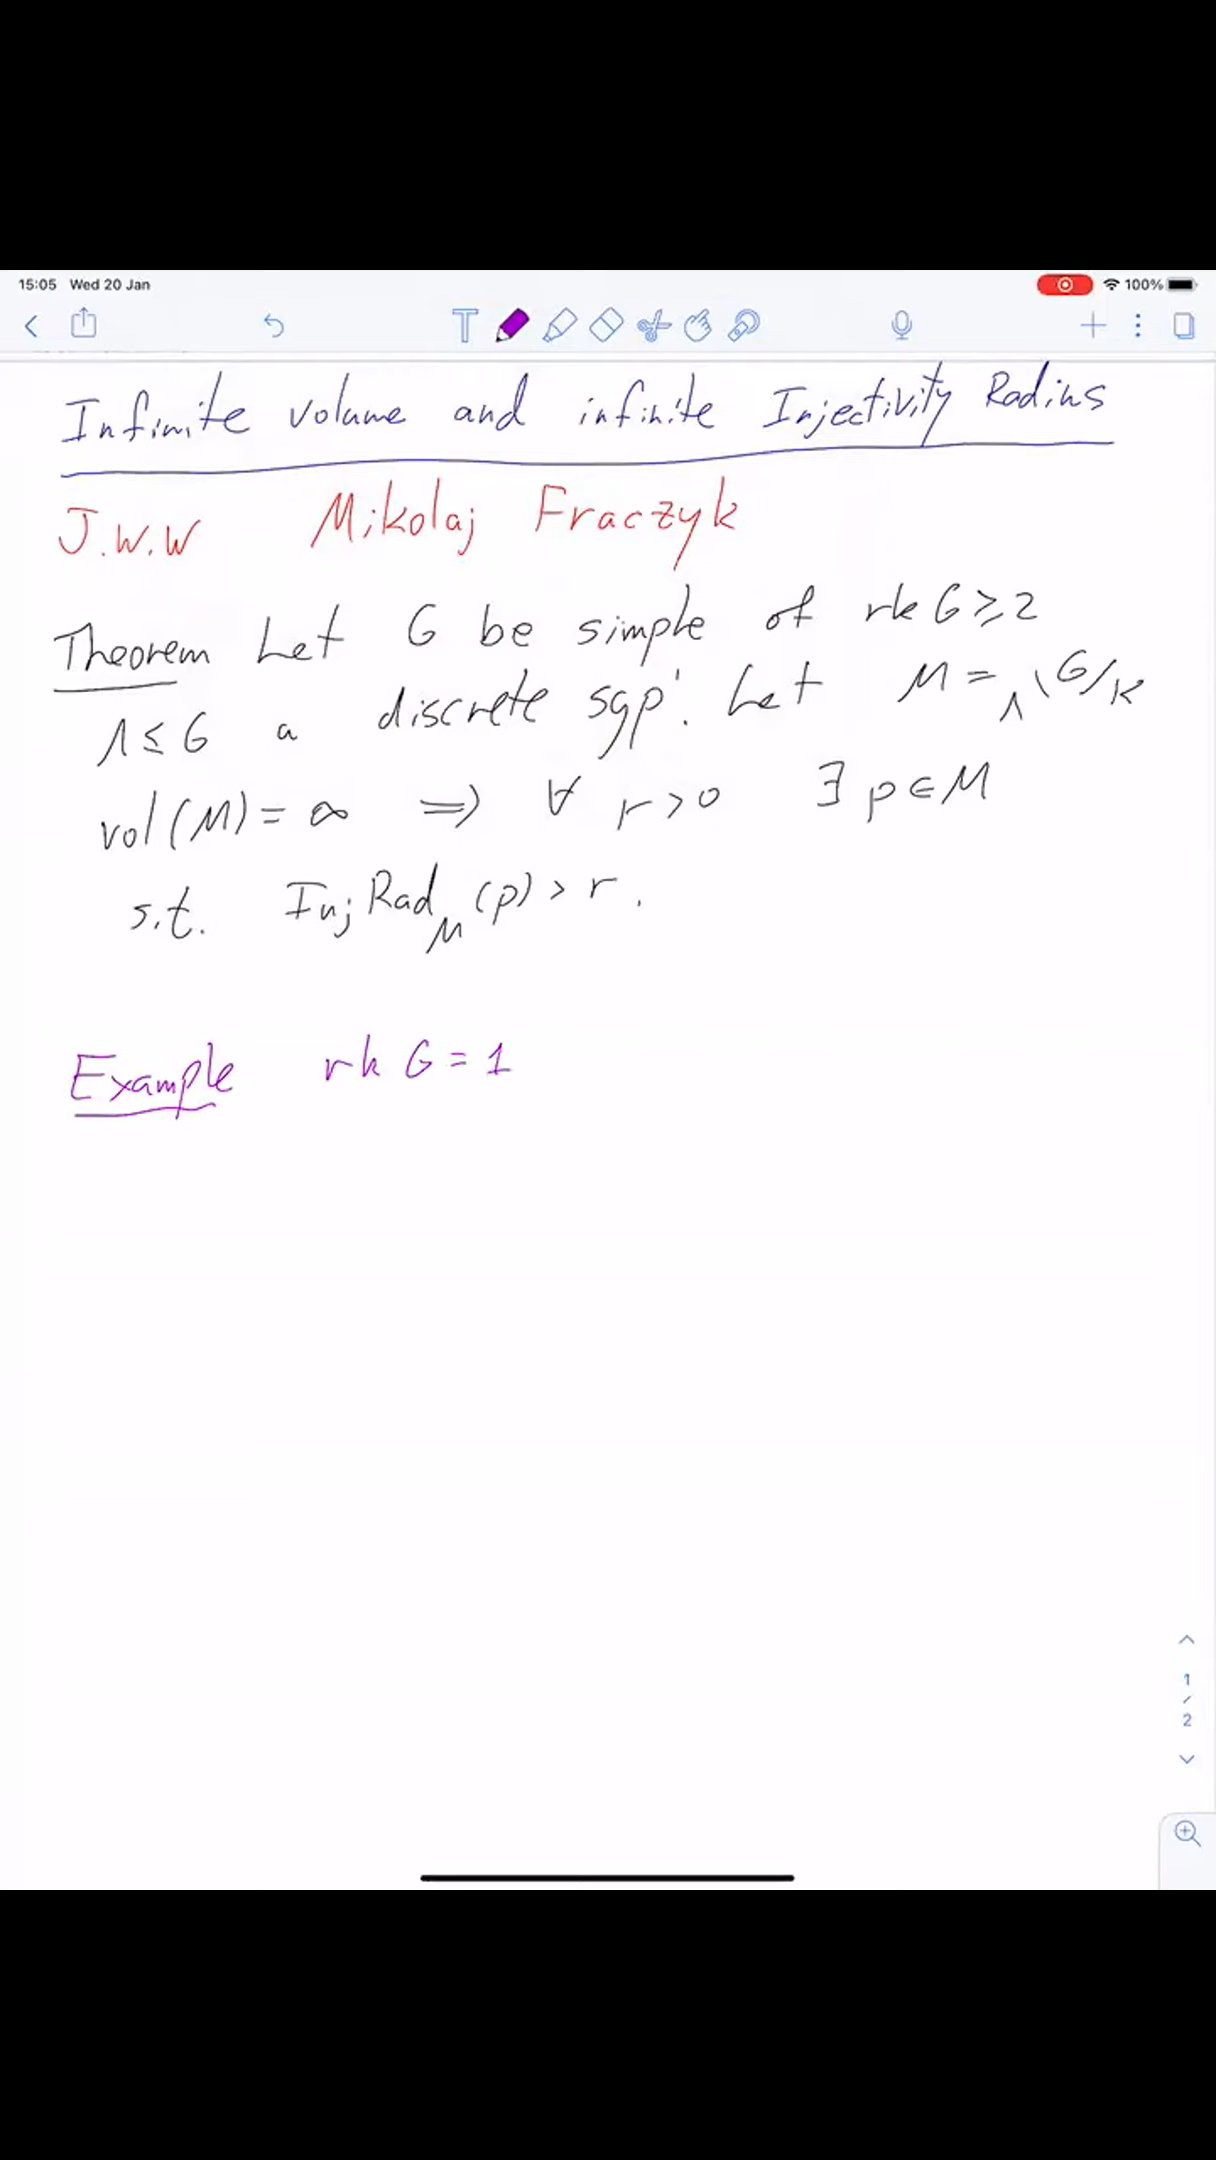 15:05 Wed 20 Jan 100%
Infinite volume and infinite Injectivity Radius
J.W.W Mikolaj Fraczyk
Theorem Let G be simple of rk G ≥ 2
Λ ≤ G a discrete sgp. Let M = Λ\G/K
vol(M) = ∞ ⟹ ∀ r > 0 ∃ p ∈ M
s.t. InjRad_M (p) > r.
Example rk G = 1
1
/
2